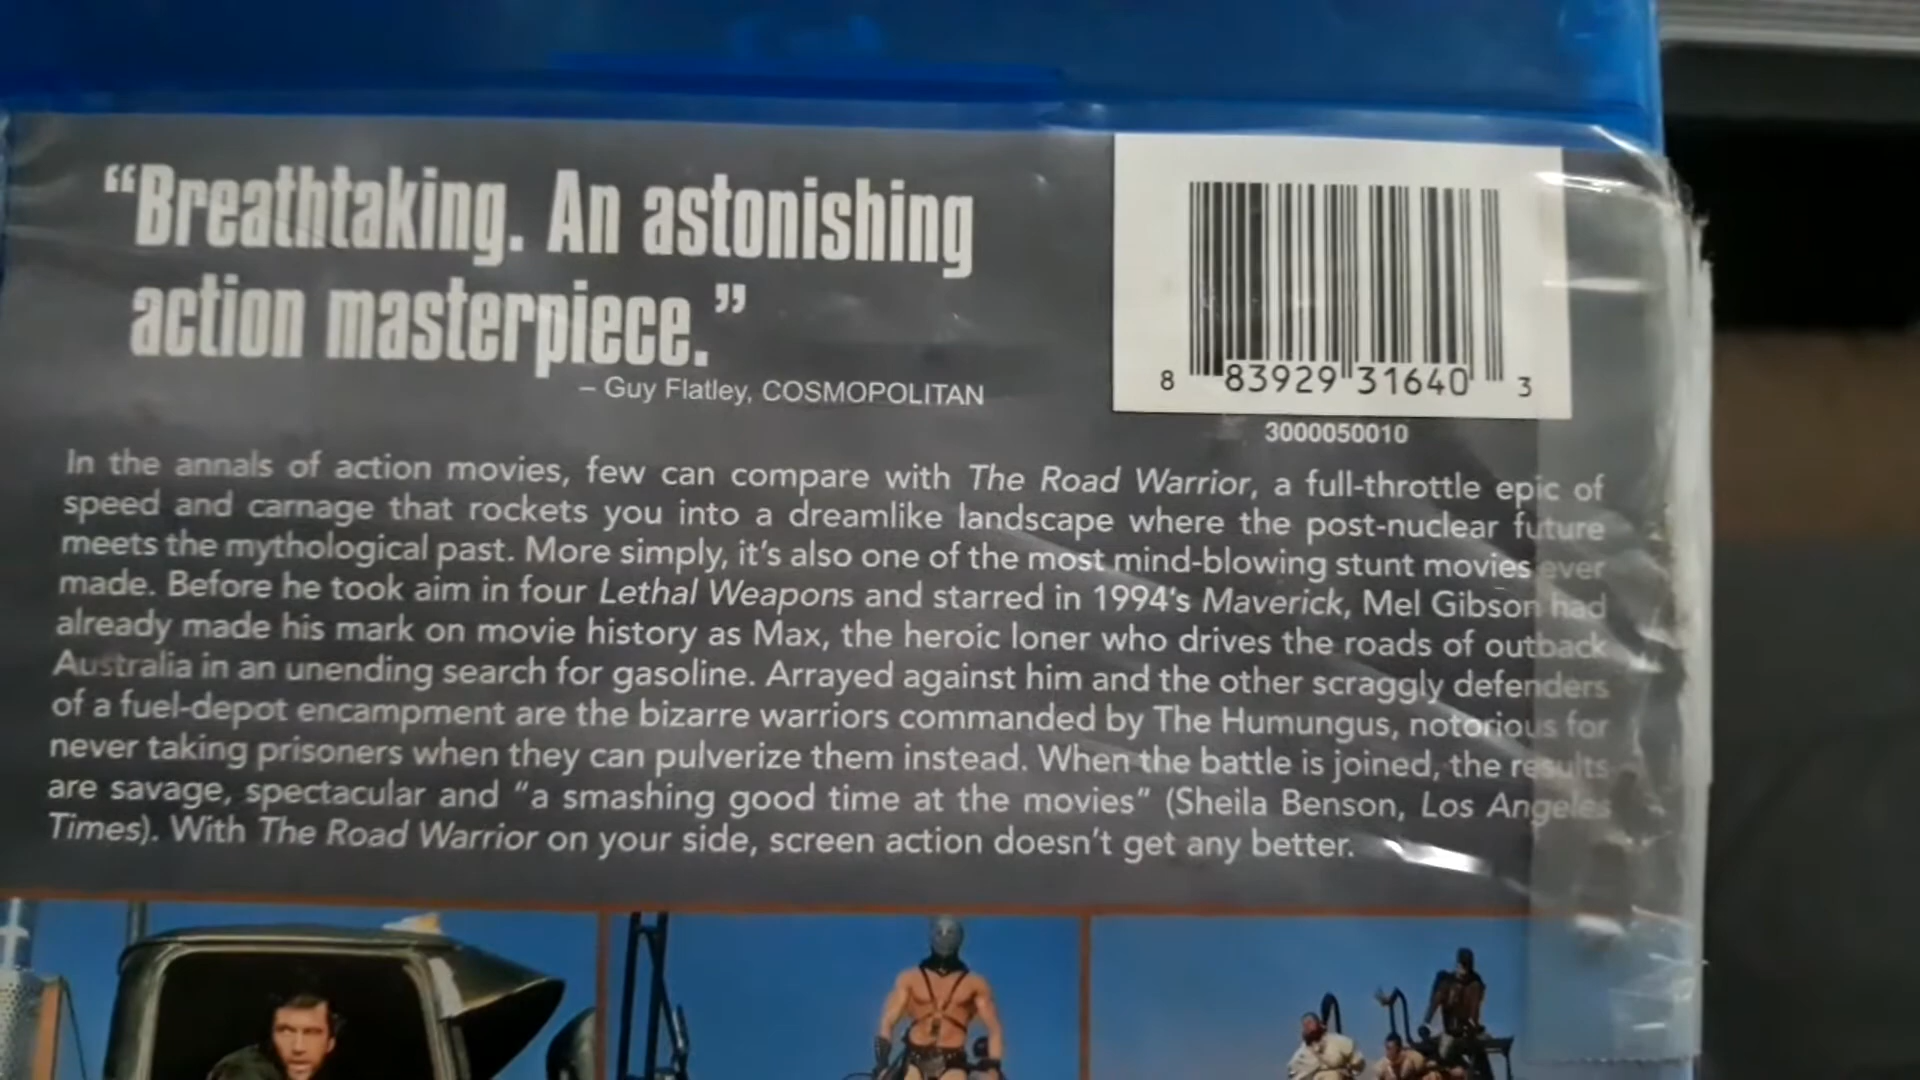 “Breathtaking. An astonishing
action masterpiece.”
– Guy Flatley, COSMOPOLITAN
8 83929 31640 3
3000050010
In the annals of action movies, few can compare with The Road Warrior, a full-throttle epic of
speed and carnage that rockets you into a dreamlike landscape where the post-nuclear future
meets the mythological past. More simply, it’s also one of the most mind-blowing stunt movies ever
made. Before he took aim in four Lethal Weapons and starred in 1994’s Maverick, Mel Gibson had
already made his mark on movie history as Max, the heroic loner who drives the roads of outback
Australia in an unending search for gasoline. Arrayed against him and the other scraggly defenders
of a fuel-depot encampment are the bizarre warriors commanded by The Humungus, notorious for
never taking prisoners when they can pulverize them instead. When the battle is joined, the results
are savage, spectacular and “a smashing good time at the movies” (Sheila Benson, Los Angeles
Times). With The Road Warrior on your side, screen action doesn’t get any better.